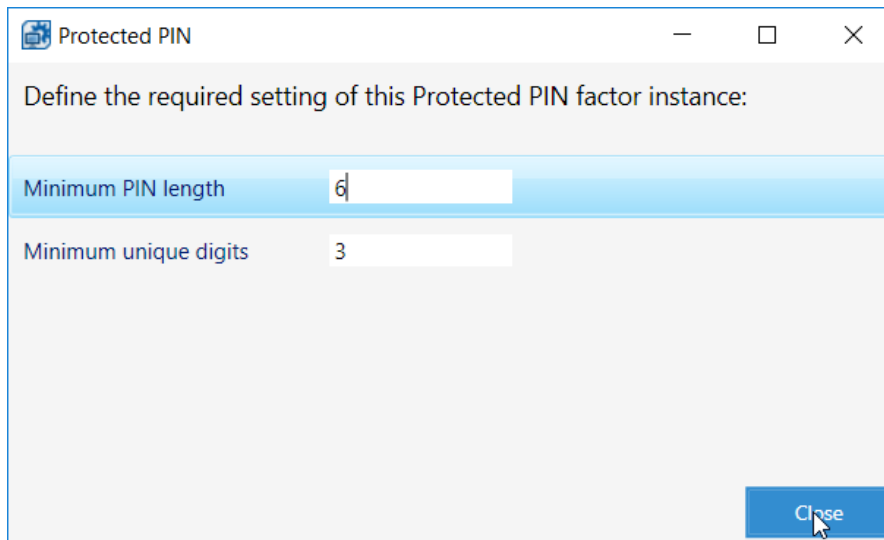 Protected PIN
Define the required setting of this Protected PIN factor instance:
Minimum PIN length 6
Minimum unique digits 3
Close